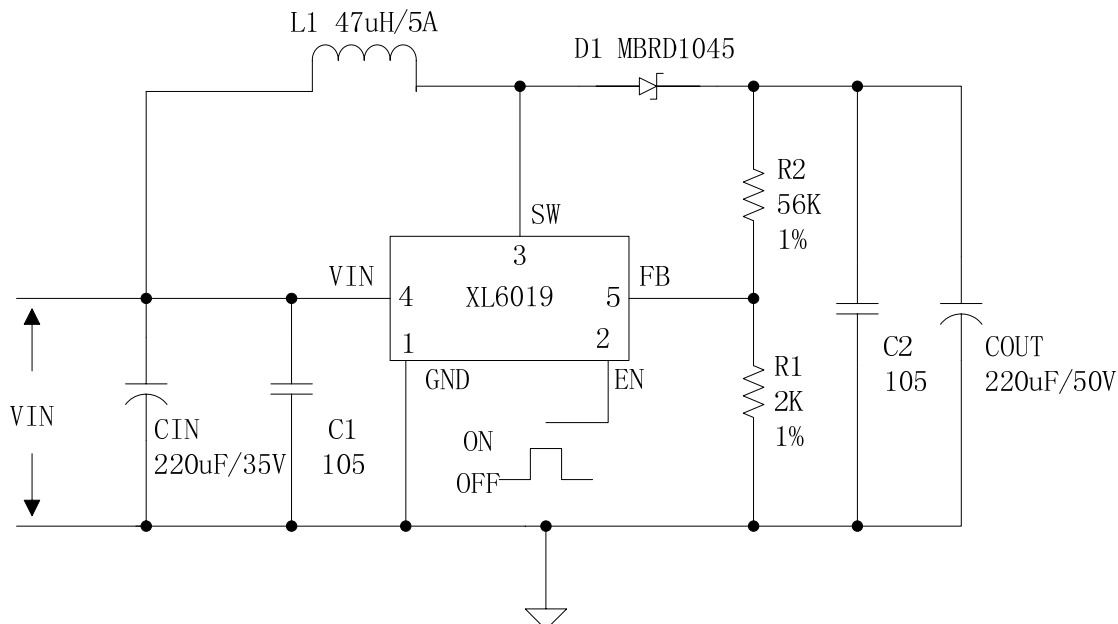 L1 47uH/5A
D1 MBRD1045
R2
56K
1%
SW
3
VIN
FB
4
XL6019
5
1
2
GND
EN
C2
105
COUT
220uF/50V
R1
2K
1%
VIN
CIN
220uF/35V
C1
105
ON
OFF